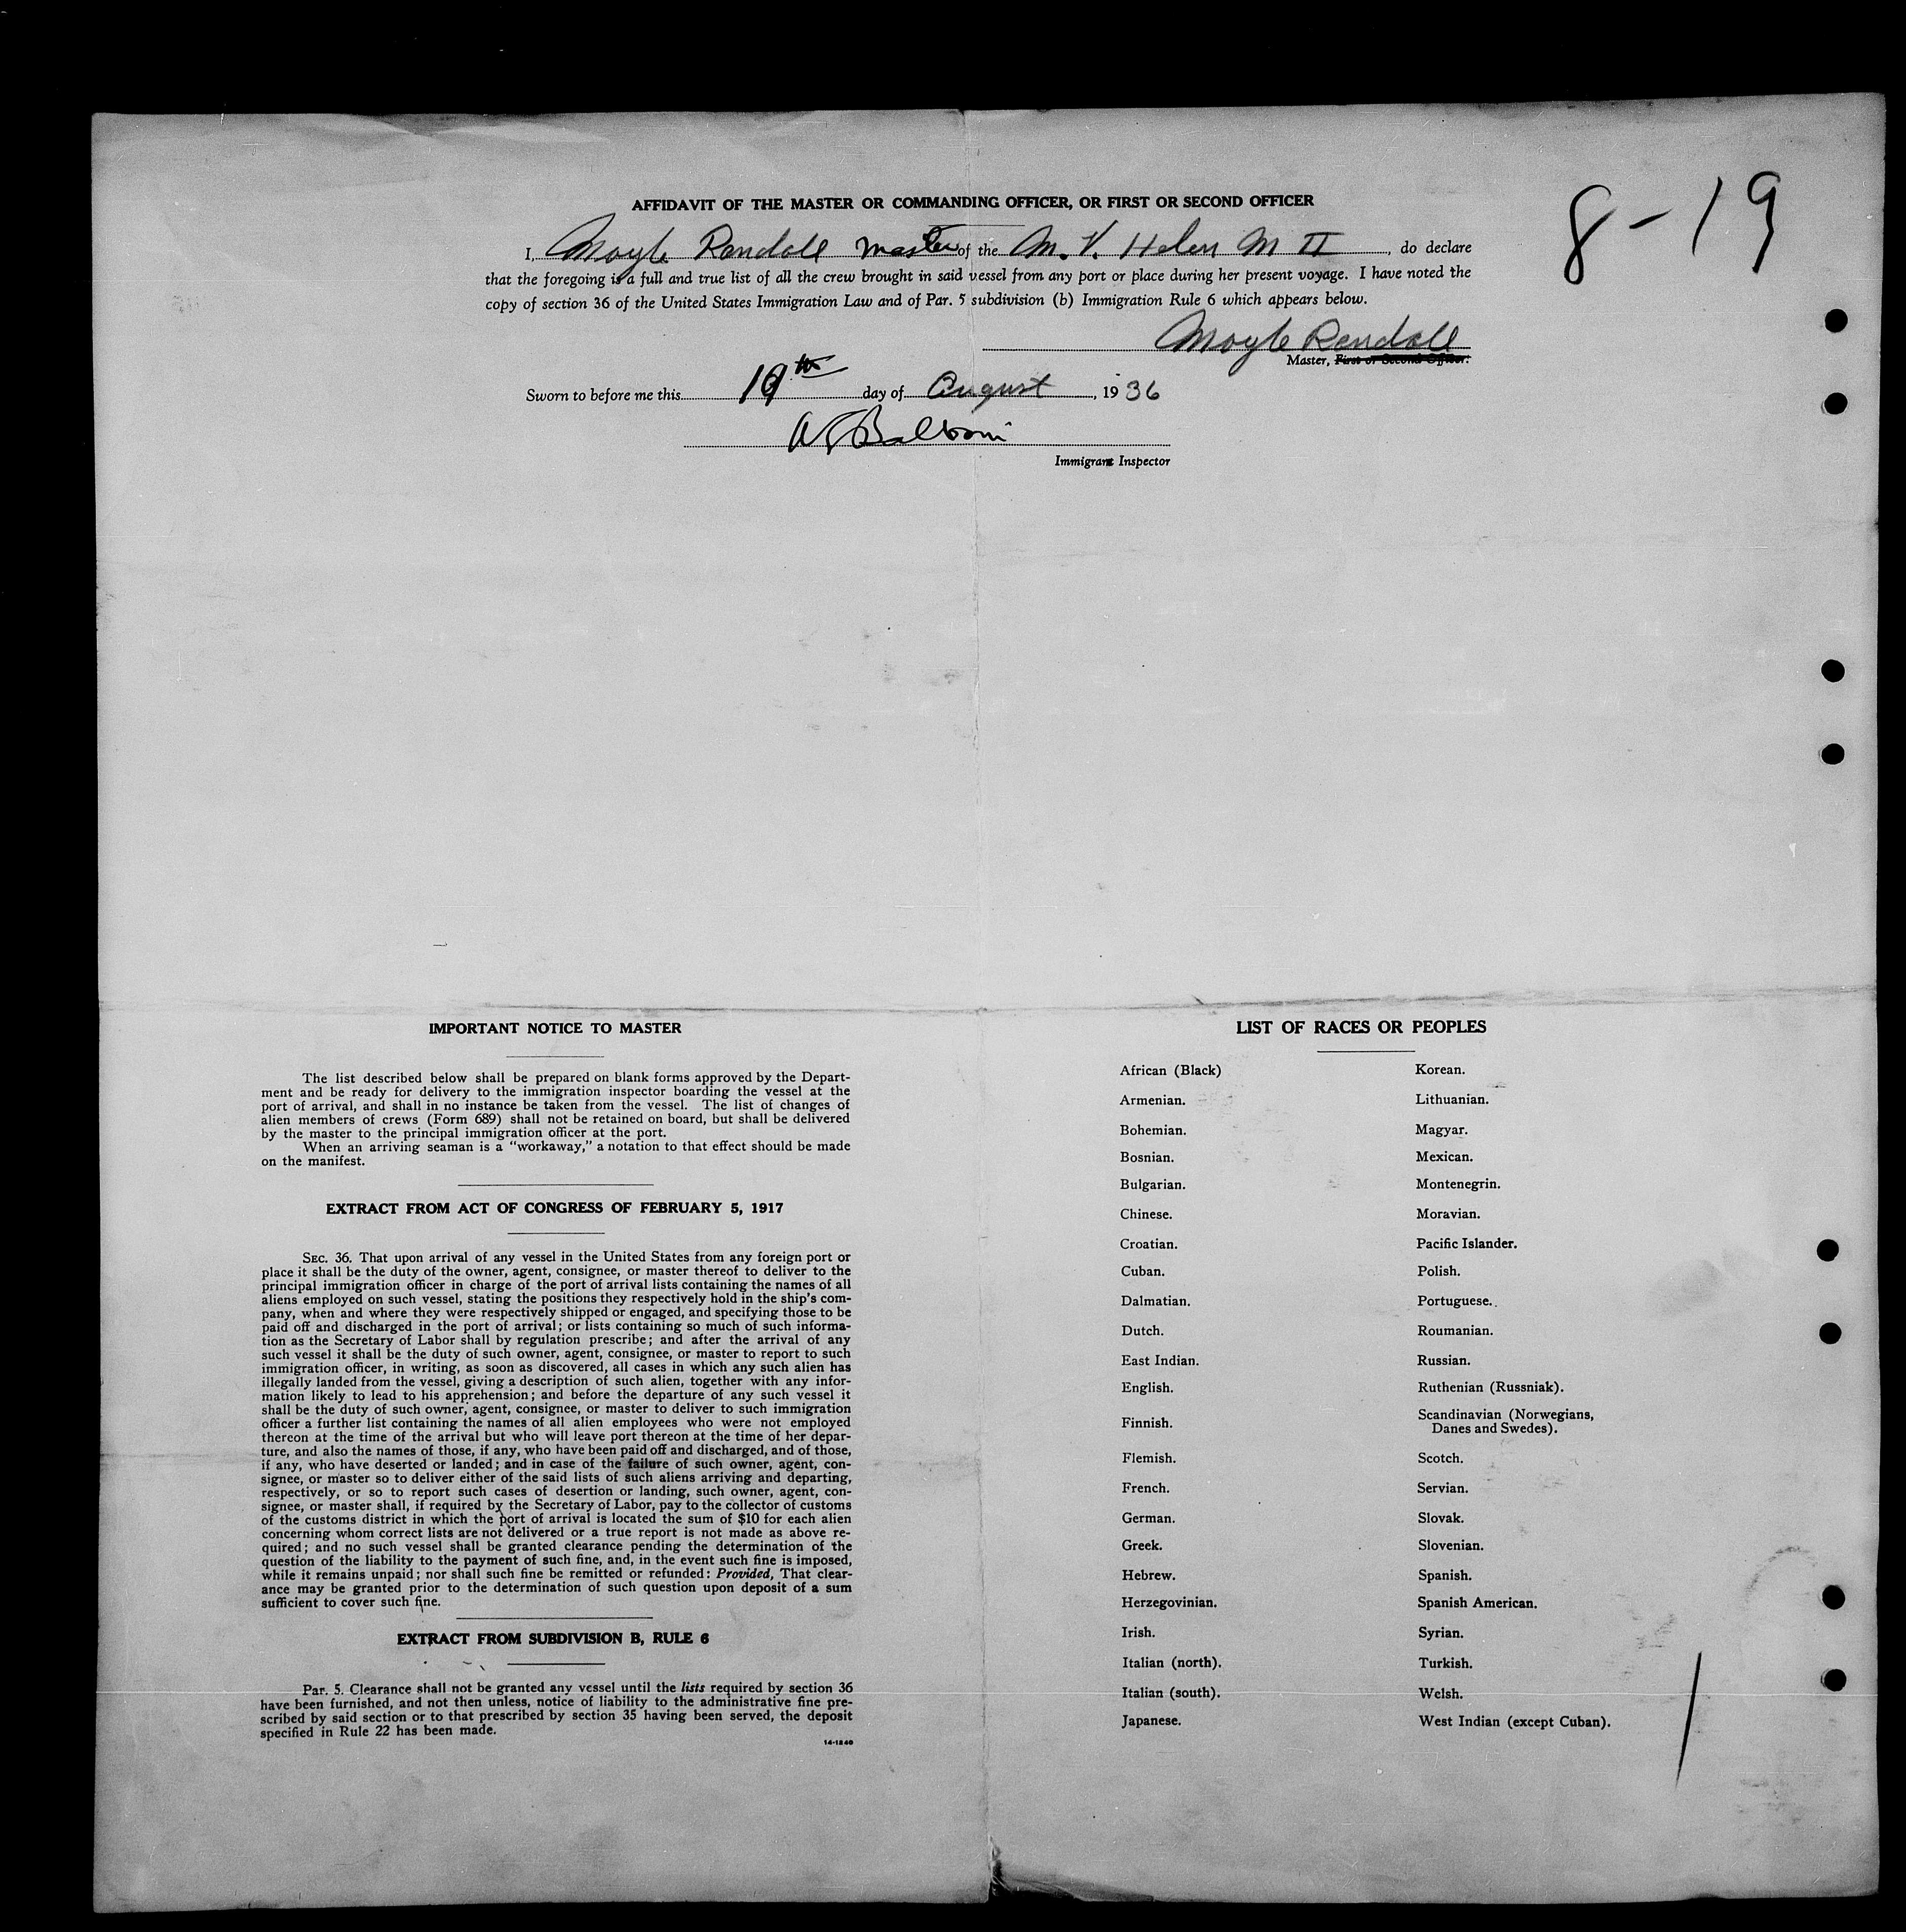 8-19
AFFIDAVIT OF THE MASTER OR COMMANDING OFFICER, OR FIRST OR SECOND OFFICER
I, Moyle Randall master of the M. V. Helen M II, do declare
that the foregoing is a full and true list of all the crew brought in said vessel from any port or place during her present voyage. I have noted the
copy of section 36 of the United States Immigration Law and of Par. 5 subdivision (b) Immigration Rule 6 which appears below.
Moyle Randall
Master, First or Second Officer.
Sworn to before me this 19th day of August, 1936
Immigrant Inspector
IMPORTANT NOTICE TO MASTER
The list described below shall be prepared on blank forms approved by the Depart-
ment and be ready for delivery to the immigration inspector boarding the vessel at the
port of arrival, and shall in no instance be taken from the vessel. The list of changes of
alien members of crews (Form 689) shall not be retained on board, but shall be delivered
by the master to the principal immigration officer at the port.
When an arriving seaman is a "workaway," a notation to that effect should be made
on the manifest.
EXTRACT FROM ACT OF CONGRESS OF FEBRUARY 5, 1917
SEC. 36. That upon arrival of any vessel in the United States from any foreign port or
place it shall be the duty of the owner, agent, consignee, or master thereof to deliver to the
principal immigration officer in charge of the port of arrival lists containing the names of all
aliens employed on such vessel, stating the positions they respectively hold in the ship's com-
pany, when and where they were respectively shipped or engaged, and specifying those to be
paid off and discharged in the port of arrival; or lists containing so much of such informa-
tion as the Secretary of Labor shall by regulation prescribe; and after the arrival of any
such vessel it shall be the duty of such owner, agent, consignee, or master to report to such
immigration officer, in writing, as soon as discovered, all cases in which any such alien has
illegally landed from the vessel, giving a description of such alien, together with any infor-
mation likely to lead to his apprehension; and before the departure of any such vessel it
shall be the duty of such owner, agent, consignee, or master to deliver to such immigration
officer a further list containing the names of all alien employees who were not employed
thereon at the time of the arrival but who will leave port thereon at the time of her depar-
ture, and also the names of those, if any, who have been paid off and discharged, and of those,
if any, who have deserted or landed; and in case of the failure of such owner, agent, con-
signee, or master so to deliver either of the said lists of such aliens arriving and departing,
respectively, or so to report such cases of desertion or landing, such owner, agent, con-
signee, or master shall, if required by the Secretary of Labor, pay to the collector of customs
of the customs district in which the port of arrival is located the sum of $10 for each alien
concerning whom correct lists are not delivered or a true report is not made as above re-
quired; and no such vessel shall be granted clearance pending the determination of the
question of the liability to the payment of such fine, and, in the event such fine is imposed,
while it remains unpaid; nor shall such fine be remitted or refunded: Provided, That clear-
ance may be granted prior to the determination of such question upon deposit of a sum
sufficient to cover such fine.
EXTRACT FROM SUBDIVISION B, RULE 6
Par. 5. Clearance shall not be granted any vessel until the lists required by section 36
have been furnished, and not then unless, notice of liability to the administrative fine pre-
scribed by said section or to that prescribed by section 35 having been served, the deposit
specified in Rule 22 has been made.
14-1240
LIST OF RACES OR PEOPLES
African (Black)
Armenian.
Bohemian.
Bosnian.
Bulgarian.
Chinese.
Croatian.
Cuban.
Dalmatian.
Dutch.
East Indian.
English.
Finnish.
Flemish.
French.
German.
Greek.
Hebrew.
Herzegovinian.
Irish.
Italian (north).
Italian (south).
Japanese.
Korean.
Lithuanian.
Magyar.
Mexican.
Montenegrin.
Moravian.
Pacific Islander.
Polish.
Portuguese.
Roumanian.
Russian.
Ruthenian (Russniak).
Scandinavian (Norwegians,
Danes and Swedes).
Scotch.
Servian.
Slovak.
Slovenian.
Spanish.
Spanish American.
Syrian.
Turkish.
Welsh.
West Indian (except Cuban).